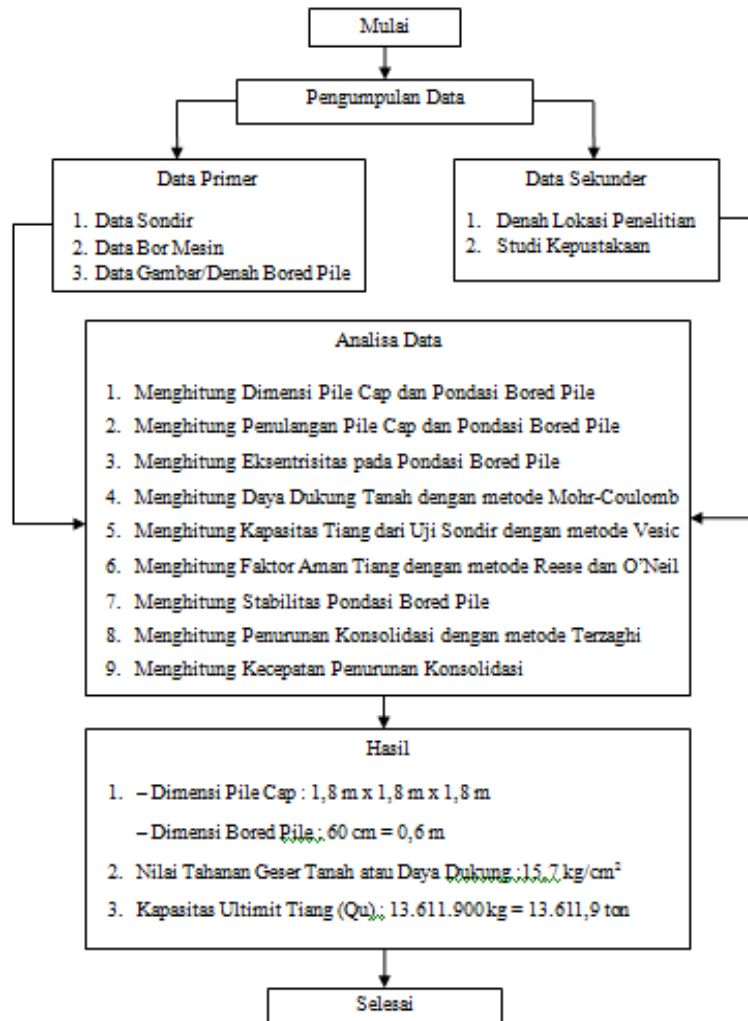 Mulai
Pengumpulan Data
Data Primer
1. Data Sondir
2. Data Bor Mesin
3. Data Gambar/Denah Bored Pile
Data Sekunder
1. Denah Lokasi Penelitian
2. Studi Kepustakaan
Analisa Data
1. Menghitung Dimensi Pile Cap dan Pondasi Bored Pile
2. Menghitung Penulangan Pile Cap dan Pondasi Bored Pile
3. Menghitung Eksentrisitas pada Pondasi Bored Pile
4. Menghitung Daya Dukung Tanah dengan metode Mohr-Coulomb
5. Menghitung Kapasitas Tiang dari Uji Sondir dengan metode Vesic
6. Menghitung Faktor Aman Tiang dengan metode Reese dan O’Neil
7. Menghitung Stabilitas Pondasi Bored Pile
8. Menghitung Penurunan Konsolidasi dengan metode Terzaghi
9. Menghitung Kecepatan Penurunan Konsolidasi
Hasil
1. – Dimensi Pile Cap : 1,8 m x 1,8 m x 1,8 m
– Dimensi Bored Pile : 60 cm = 0,6 m
2. Nilai Tahanan Geser Tanah atau Daya Dukung :15,7 kg/cm²
3. Kapasitas Ultimit Tiang (Qu) : 13.611.900 kg = 13.611,9 ton
Selesai